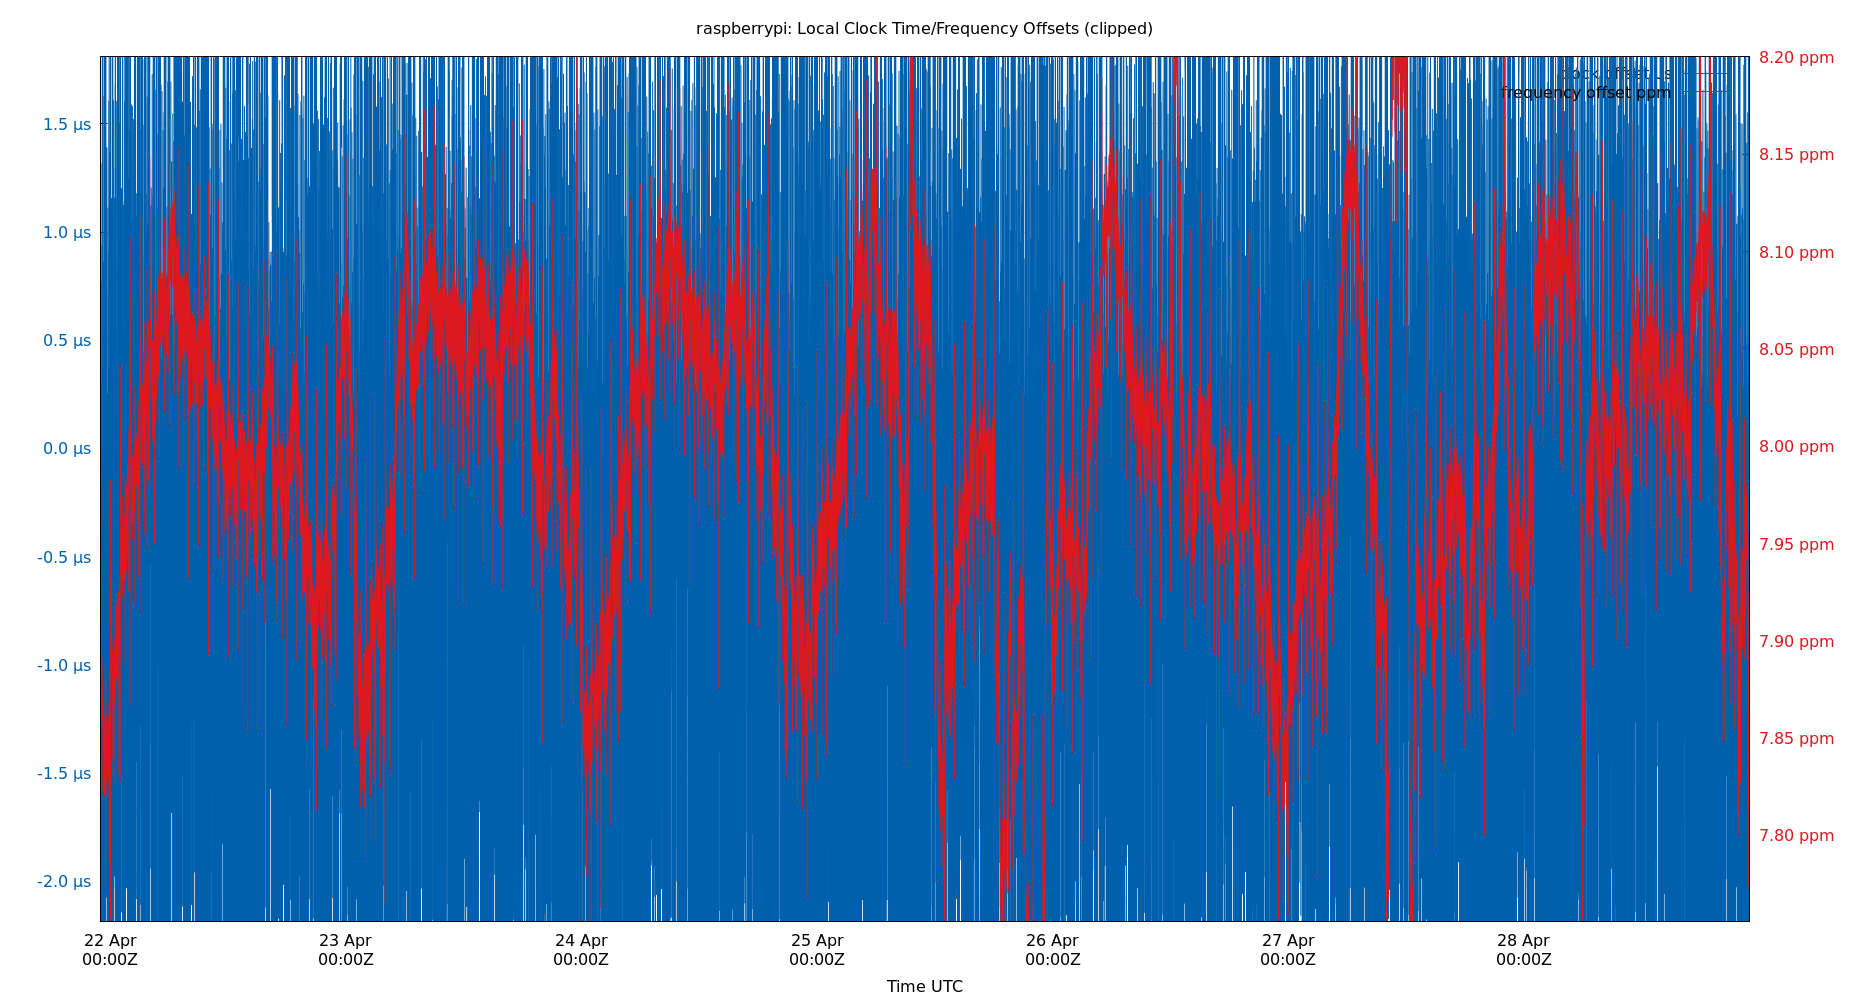 raspberrypi: Local Clock Time/Frequency Offsets (clipped)
8.20 ppm
clock offset µs
frequency offset ppm
1.5 µs
8.15 ppm
1.0 µs
8.10 ppm
0.5 µs
8.05 ppm
0.0 µs
8.00 ppm
-0.5 µs
7.95 ppm
-1.0 µs
7.90 ppm
-1.5 µs
7.85 ppm
-2.0 µs
7.80 ppm
22 Apr 23 Apr 24 Apr 25 Apr 26 Apr 27 Apr 28 Apr
00:00Z 00:00Z 00:00Z 00:00Z 00:00Z 00:00Z 00:00Z
Time UTC